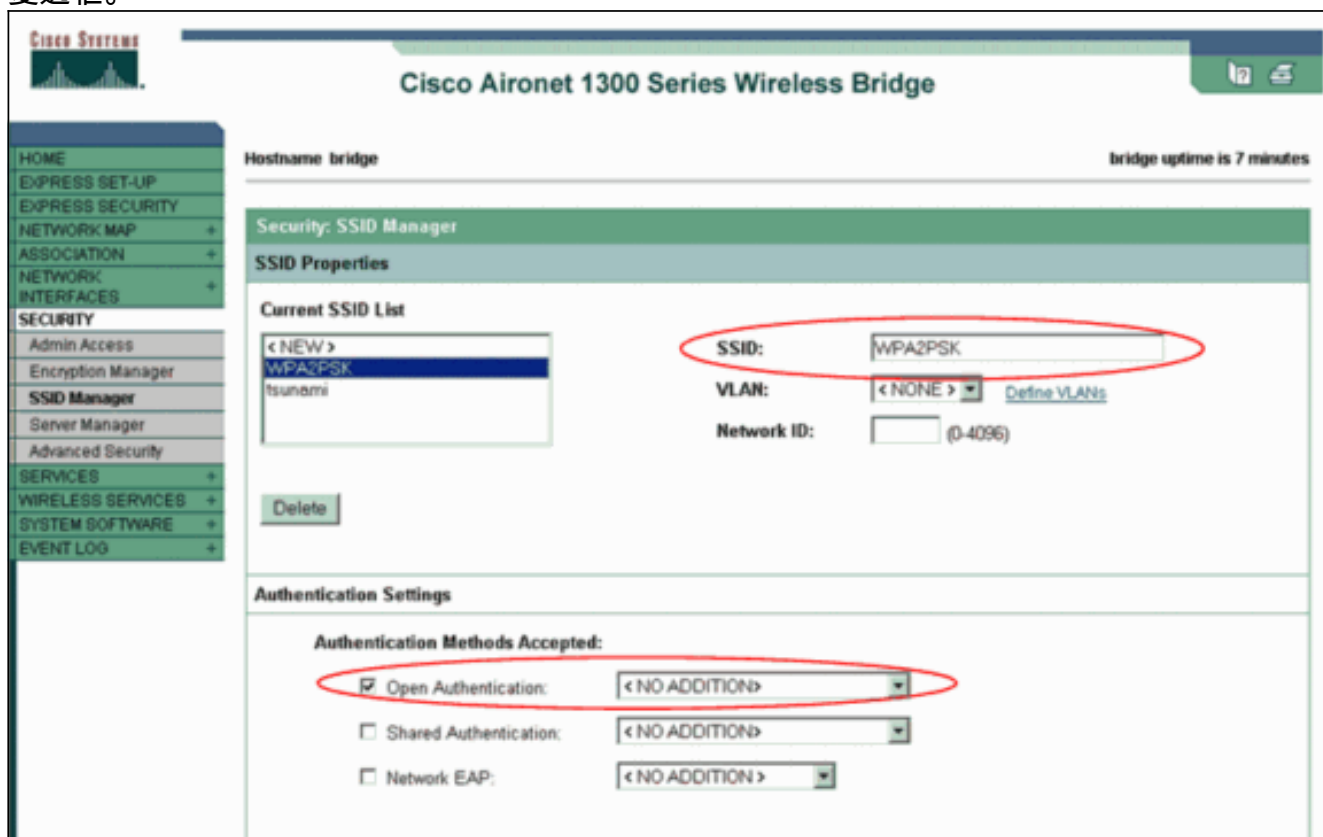 复选框。
CISCO SYSTEMS
Cisco Aironet 1300 Series Wireless Bridge
HOME
EXPRESS SET-UP
EXPRESS SECURITY
NETWORK MAP +
ASSOCIATION +
NETWORK INTERFACES +
SECURITY
Admin Access
Encryption Manager
SSID Manager
Server Manager
Advanced Security
SERVICES +
WIRELESS SERVICES +
SYSTEM SOFTWARE +
EVENT LOG +
Hostname bridge
bridge uptime is 7 minutes
Security: SSID Manager
SSID Properties
Current SSID List
< NEW >
WPA2PSK
tsunami
Delete
SSID: WPA2PSK
VLAN: < NONE > Define VLANs
Network ID: (0-4096)
Authentication Settings
Authentication Methods Accepted:
Open Authentication: < NO ADDITION>
Shared Authentication: < NO ADDITION>
Network EAP: < NO ADDITION >